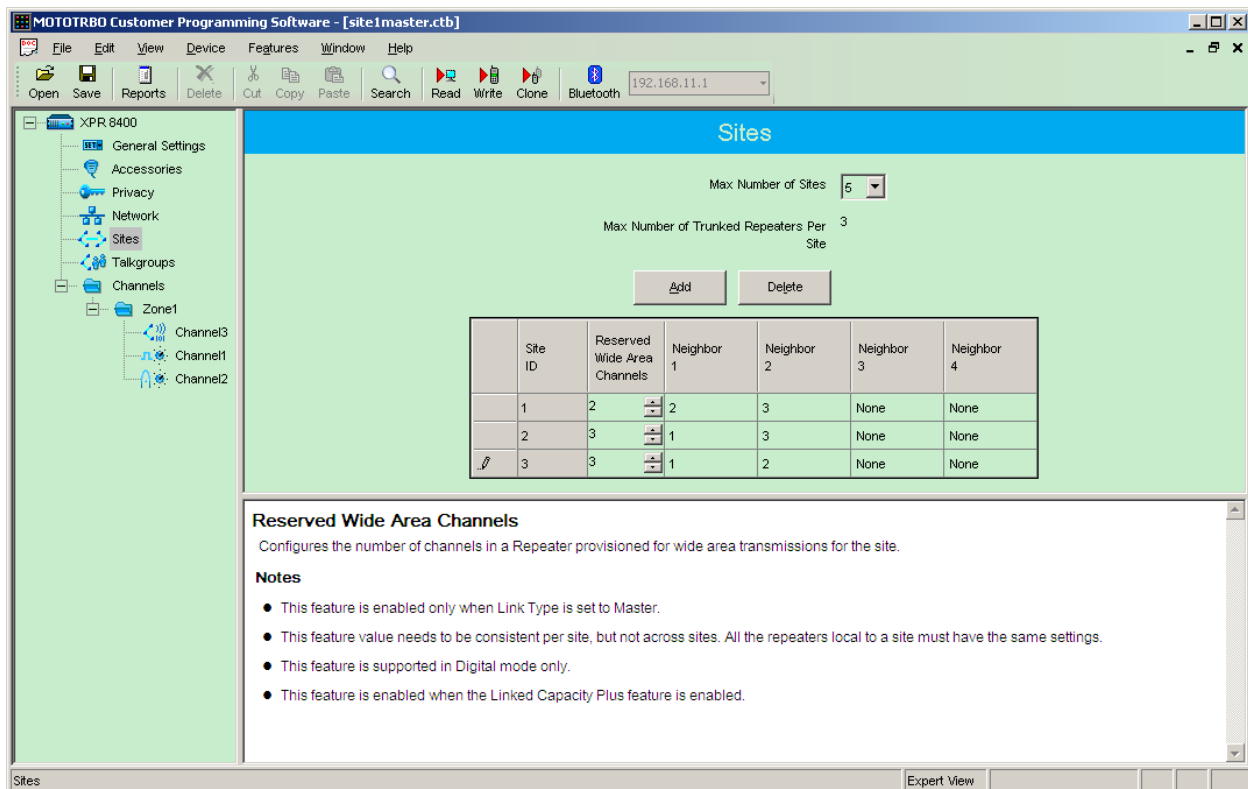 MOTOTRBO Customer Programming Software - [site1master.ctb]
File Edit View Device Features Window Help
Open Save Reports Delete Cut Copy Paste Search Read Write Clone Bluetooth 192.168.11.1
XPR 8400
General Settings
Accessories
Privacy
Network
Sites
Talkgroups
Channels
Zone1
Channel3
Channel1
Channel2
Sites
Max Number of Sites 5
Max Number of Trunked Repeaters Per 3
Site
Add Delete
Site ID Reserved Wide Area Channels Neighbor 1 Neighbor 2 Neighbor 3 Neighbor 4
1 2 2 3 None None
2 3 1 3 None None
3 3 1 2 None None
Reserved Wide Area Channels
Configures the number of channels in a Repeater provisioned for wide area transmissions for the site.
Notes
● This feature is enabled only when Link Type is set to Master.
● This feature value needs to be consistent per site, but not across sites. All the repeaters local to a site must have the same settings.
● This feature is supported in Digital mode only.
● This feature is enabled when the Linked Capacity Plus feature is enabled.
Sites Expert View